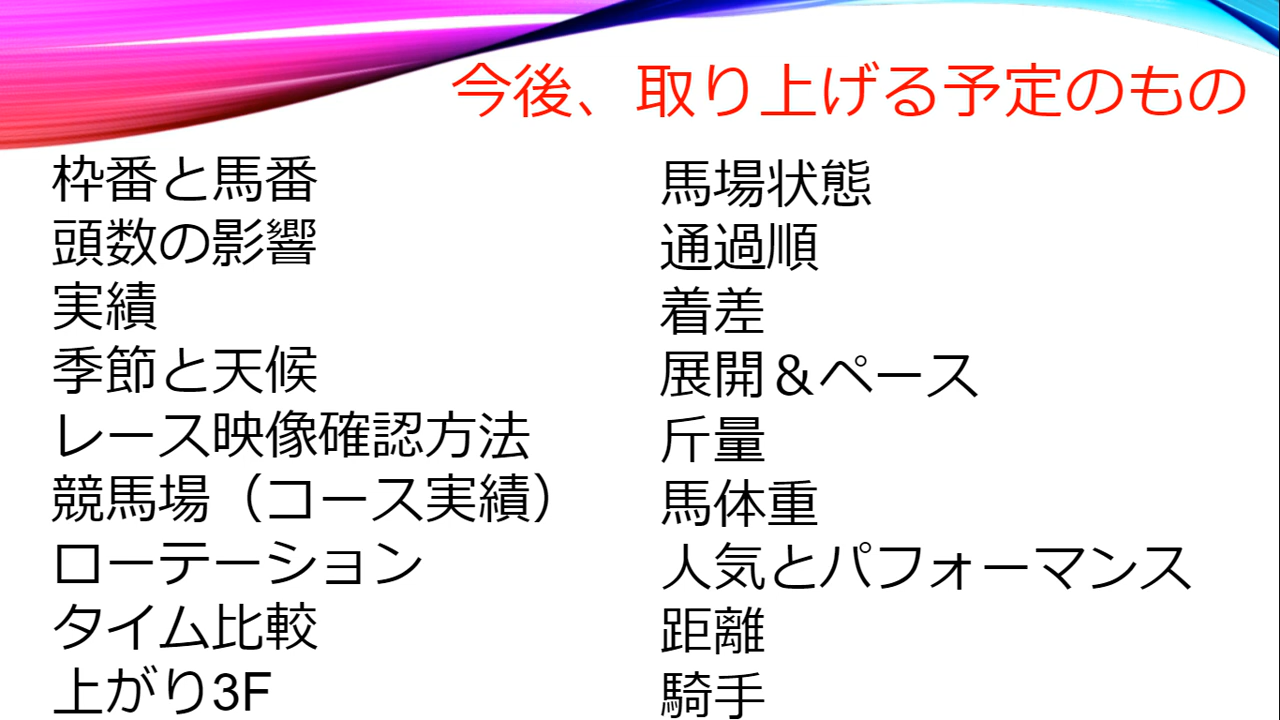 今後、取り上げる予定のもの
枠番と馬番
頭数の影響
実績
季節と天候
レース映像確認方法
競馬場（コース実績）
ローテーション
タイム比較
上がり3F
馬場状態
通過順
着差
展開＆ペース
斤量
馬体重
人気とパフォーマンス
距離
騎手